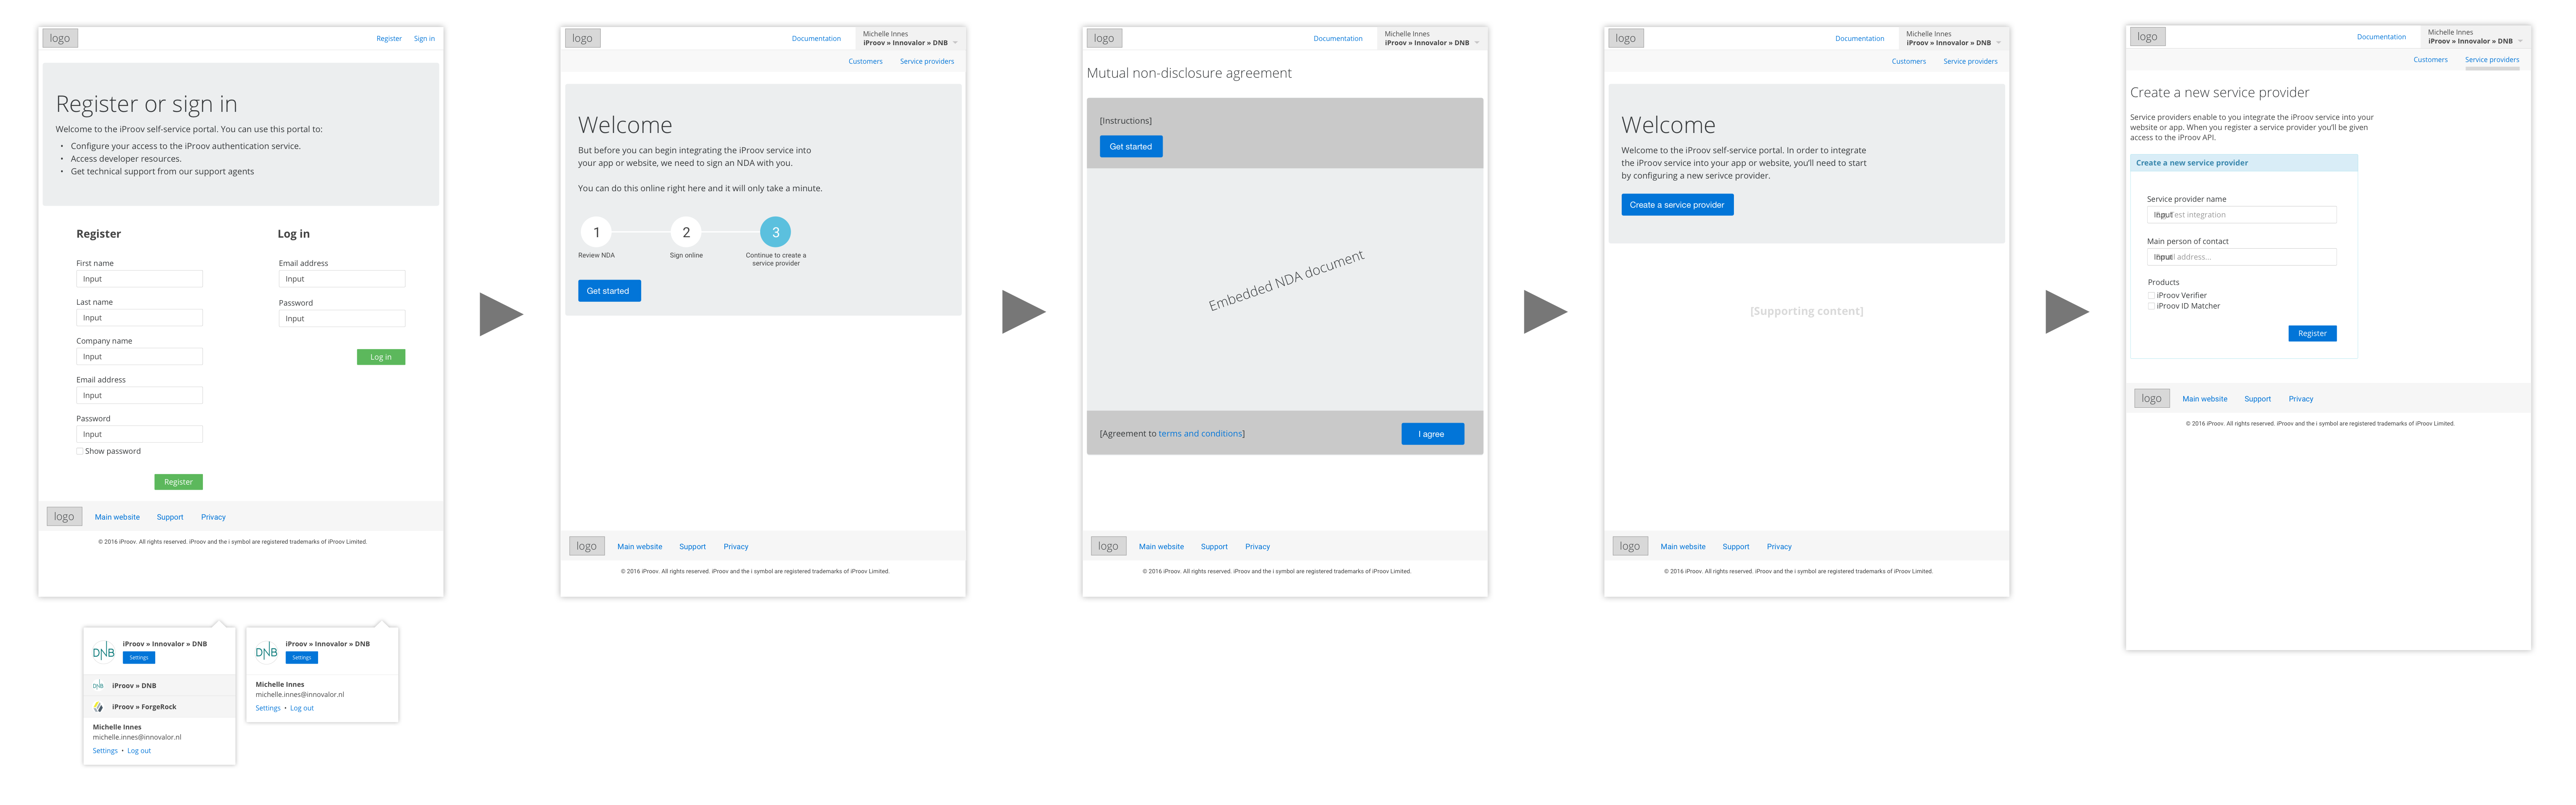 logo
Register
Sign in
Register or sign in
Welcome to the iProov self-service portal. You can use this portal to:
• Configure your access to the iProov authentication service.
• Access developer resources.
• Get technical support from our support agents
Register
First name
Input
Last name
Input
Company name
Input
Email address
Input
Password
Input
Show password
Register
Log in
Email address
Input
Password
Input
Log in
logo
Main website
Support
Privacy
© 2016 iProov. All rights reserved. iProov and the i symbol are registered trademarks of iProov Limited.
DNB
iProov » Innovalor » DNB
Settings
DNB
iProov » DNB
iProov » ForgeRock
Michelle Innes
michelle.innes@innovalor.nl
Settings • Log out
DNB
iProov » Innovalor » DNB
Settings
Michelle Innes
michelle.innes@innovalor.nl
Settings • Log out
logo
Documentation
Michelle Innes
iProov » Innovalor » DNB
Customers
Service providers
Welcome
But before you can begin integrating the iProov service into
your app or website, we need to sign an NDA with you.
You can do this online right here and it will only take a minute.
1
2
3
Review NDA
Sign online
Continue to create a
service provider
Get started
logo
Main website
Support
Privacy
© 2016 iProov. All rights reserved. iProov and the i symbol are registered trademarks of iProov Limited.
logo
Documentation
Michelle Innes
iProov » Innovalor » DNB
Mutual non-disclosure agreement
[Instructions]
Get started
Embedded NDA document
[Agreement to terms and conditions]
I agree
logo
Main website
Support
Privacy
© 2016 iProov. All rights reserved. iProov and the i symbol are registered trademarks of iProov Limited.
logo
Documentation
Michelle Innes
iProov » Innovalor » DNB
Customers
Service providers
Welcome
Welcome to the iProov self-service portal. In order to integrate
the iProov service into your app or website, you'll need to start
by configuring a new serivce provider.
Create a service provider
[Supporting content]
logo
Main website
Support
Privacy
© 2016 iProov. All rights reserved. iProov and the i symbol are registered trademarks of iProov Limited.
logo
Documentation
Michelle Innes
iProov » Innovalor » DNB
Customers
Service providers
Create a new service provider
Service providers enable to you integrate the iProov service into your
website or app. When you register a service provider you'll be given
access to the iProov API.
Create a new service provider
Service provider name
Input
integration
Main person of contact
Input
address...
Products
iProov Verifier
iProov ID Matcher
Register
logo
Main website
Support
Privacy
© 2016 iProov. All rights reserved. iProov and the i symbol are registered trademarks of iProov Limited.